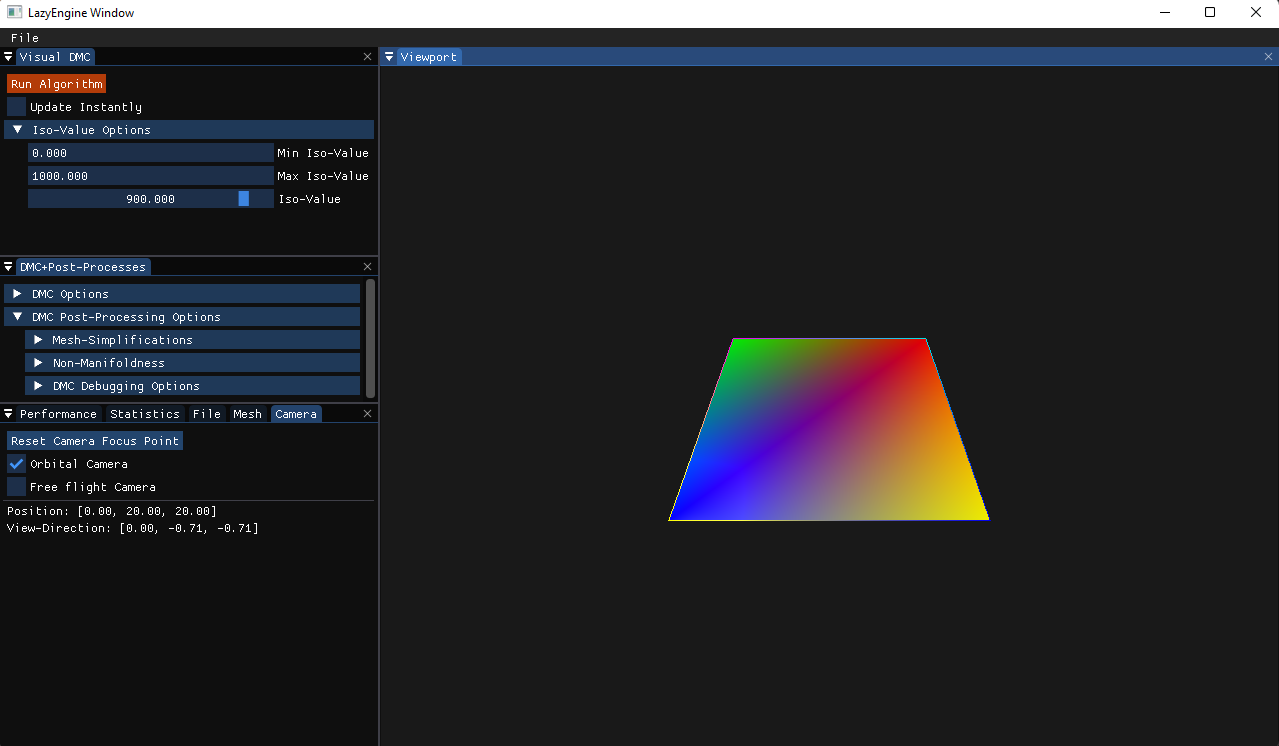 LazyEngine Window
File
Visual DMC
Run Algorithm
Update Instantly
Iso-Value Options
0.000 Min Iso-Value
1000.000 Max Iso-Value
900.000 Iso-Value
DMC+Post-Processes
DMC Options
DMC Post-Processing Options
Mesh-Simplifications
Non-Manifoldness
DMC Debugging Options
Performance Statistics File Mesh Camera
Reset Camera Focus Point
Orbital Camera
Free flight Camera
Position: [0.00, 20.00, 20.00]
View-Direction: [0.00, -0.71, -0.71]
Viewport